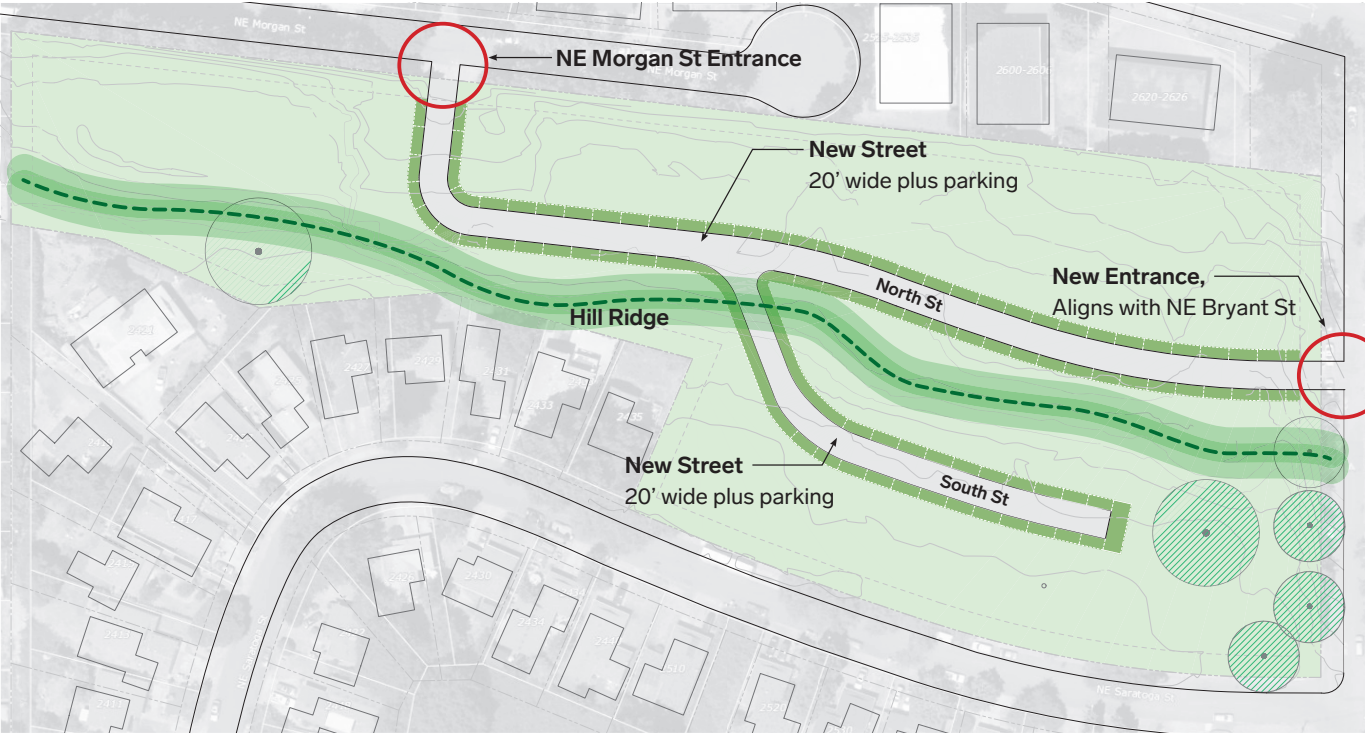 NE Morgan St
NE Morgan St Entrance
NE Morgan St
2600-2606
2620-2626
New Street
20’ wide plus parking
New Entrance,
Aligns with NE Bryant St
North St
Hill Ridge
New Street
20’ wide plus parking
South St
2433
2435
2430
2434
2510
2520
NE Saratoga St